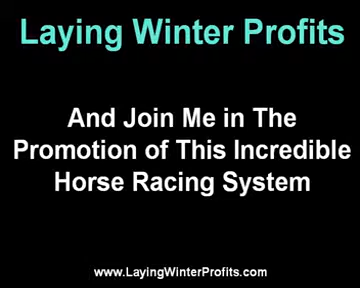 Laying Winter Profits
And Join Me in The
Promotion of This Incredible
Horse Racing System
www.LayingWinterProfits.com